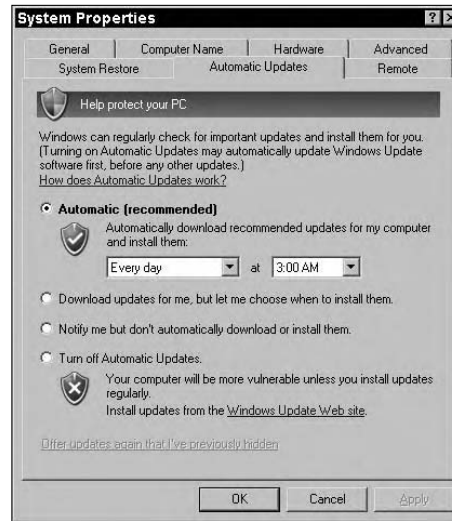 System Properties
General Computer Name Hardware Advanced
System Restore Automatic Updates Remote
Help protect your PC
Windows can regularly check for important updates and install them for you.
(Turning on Automatic Updates may automatically update Windows Update
software first, before any other updates.)
How does Automatic Updates work?
Automatic (recommended)
Automatically download recommended updates for my computer
and install them:
Every day at 3:00 AM
Download updates for me, but let me choose when to install them.
Notify me but don't automatically download or install them.
Turn off Automatic Updates.
Your computer will be more vulnerable unless you install updates
regularly.
Install updates from the Windows Update Web site.
Offer updates again that I've previously hidden
OK Cancel Apply